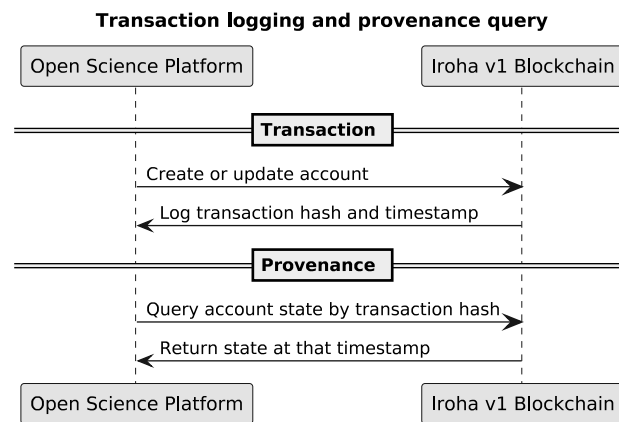 Transaction logging and provenance query
Open Science Platform
Iroha v1 Blockchain
Transaction
Create or update account
Log transaction hash and timestamp
Provenance
Query account state by transaction hash
Return state at that timestamp
Open Science Platform
Iroha v1 Blockchain